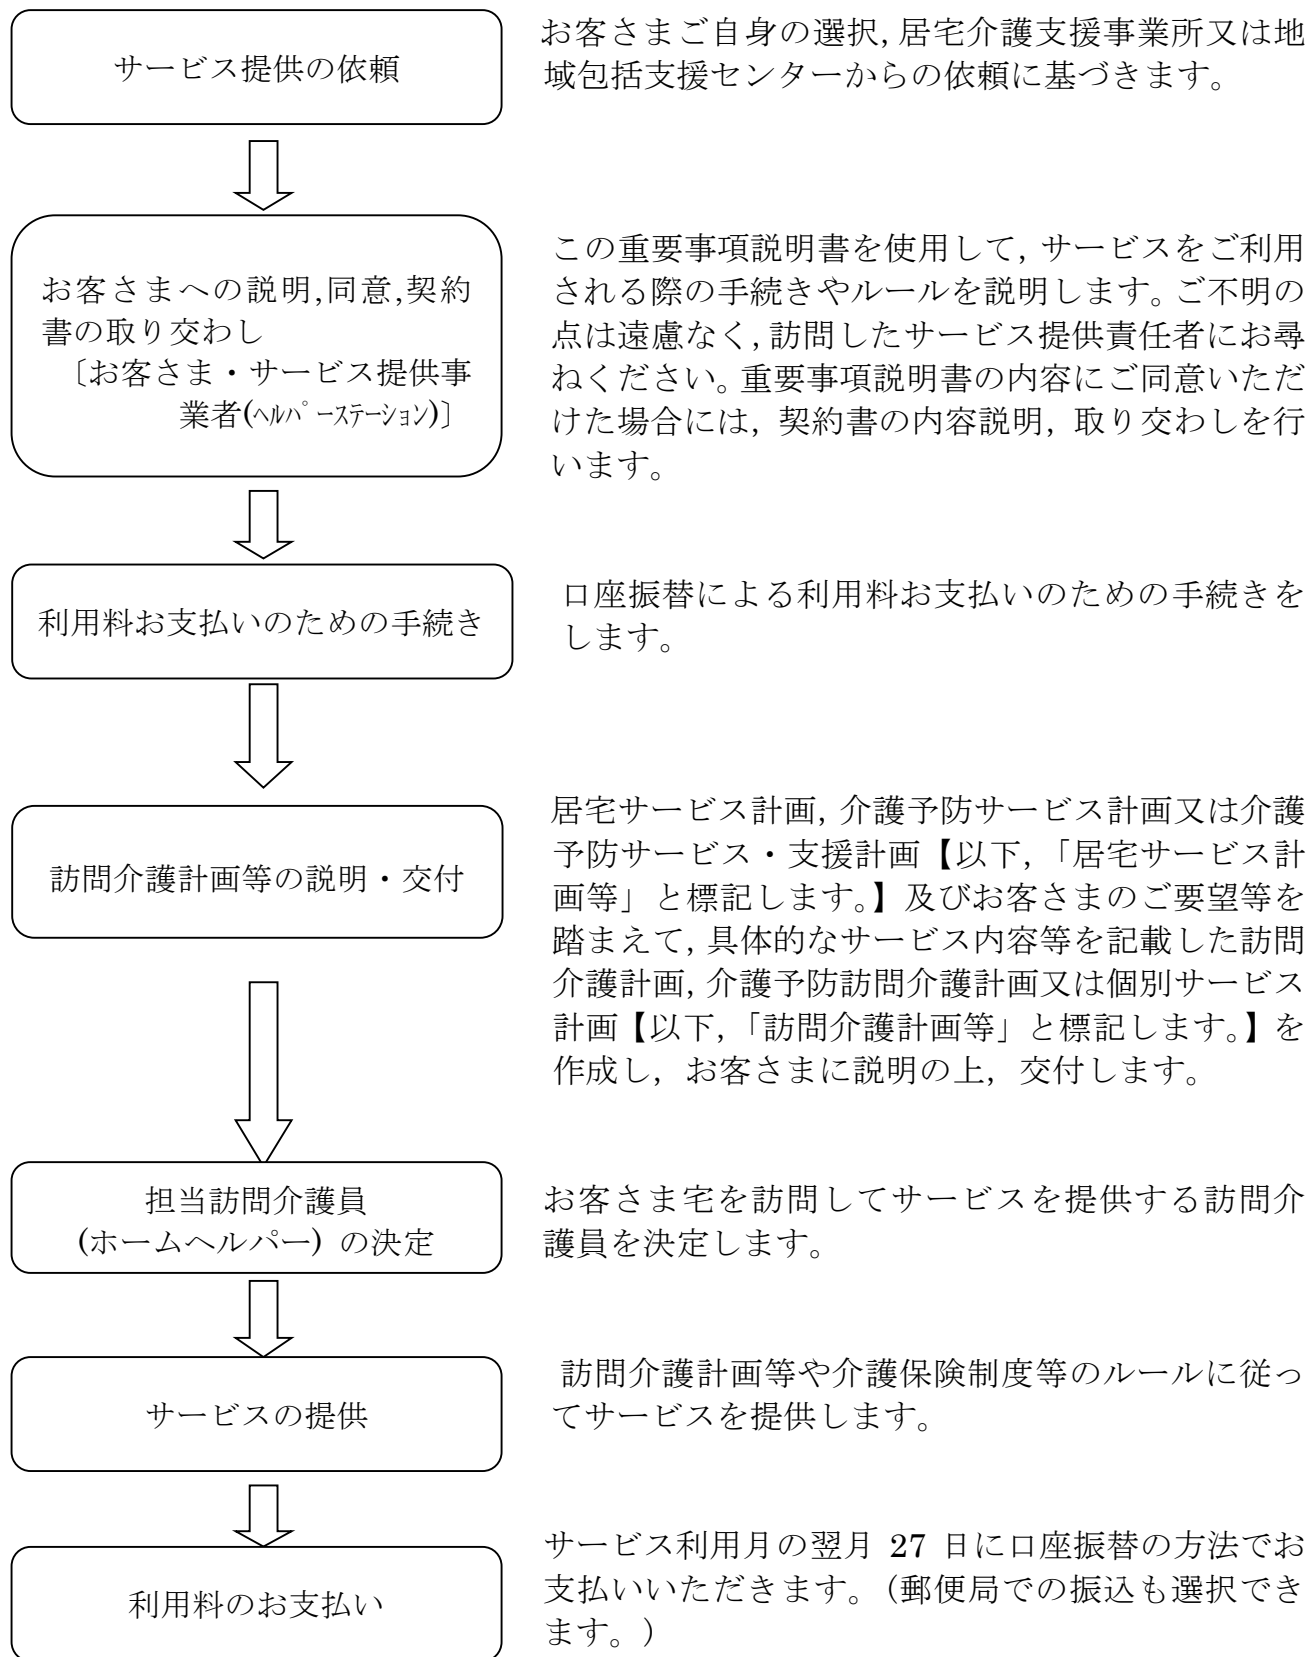 サービス提供の依頼
お客さまご自身の選択,居宅介護支援事業所又は地
域包括支援センターからの依頼に基づきます。
お客さまへの説明,同意,契約
書の取り交わし
〔お客さま・サービス提供事
業者(ﾍﾙﾊﾟｰｽﾃｰｼｮﾝ)〕
この重要事項説明書を使用して,サービスをご利用
される際の手続きやルールを説明します。ご不明の
点は遠慮なく,訪問したサービス提供責任者にお尋
ねください。重要事項説明書の内容にご同意いただ
けた場合には,契約書の内容説明,取り交わしを行
います。
利用料お支払いのための手続き
口座振替による利用料お支払いのための手続きを
します。
訪問介護計画等の説明・交付
居宅サービス計画,介護予防サービス計画又は介護
予防サービス・支援計画【以下,「居宅サービス計
画等」と標記します。】及びお客さまのご要望等を
踏まえて,具体的なサービス内容等を記載した訪問
介護計画,介護予防訪問介護計画又は個別サービス
計画【以下,「訪問介護計画等」と標記します。】を
作成し,お客さまに説明の上,交付します。
担当訪問介護員
(ホームヘルパー) の決定
お客さま宅を訪問してサービスを提供する訪問介
護員を決定します。
サービスの提供
訪問介護計画等や介護保険制度等のルールに従っ
てサービスを提供します。
利用料のお支払い
サービス利用月の翌月 27 日に口座振替の方法でお
支払いいただきます。(郵便局での振込も選択でき
ます。)